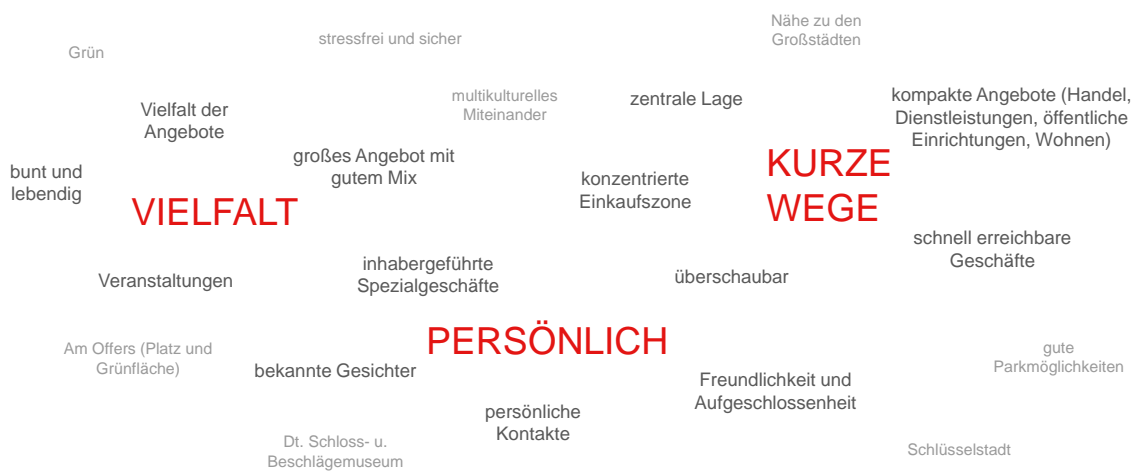 Grün
stressfrei und sicher
Nähe zu den
Großstädten
Vielfalt der
Angebote
multikulturelles
Miteinander
zentrale Lage
kompakte Angebote (Handel,
Dienstleistungen, öffentliche
Einrichtungen, Wohnen)
bunt und
lebendig
großes Angebot mit
gutem Mix
konzentrierte
Einkaufszone
KURZE
WEGE
VIELFALT
schnell erreichbare
Geschäfte
Veranstaltungen
inhabergeführte
Spezialgeschäfte
überschaubar
PERSÖNLICH
Am Offers (Platz und
Grünfläche)
bekannte Gesichter
Freundlichkeit und
Aufgeschlossenheit
gute
Parkmöglichkeiten
persönliche
Kontakte
Dt. Schloss- u.
Beschlägemuseum
Schlüsselstadt